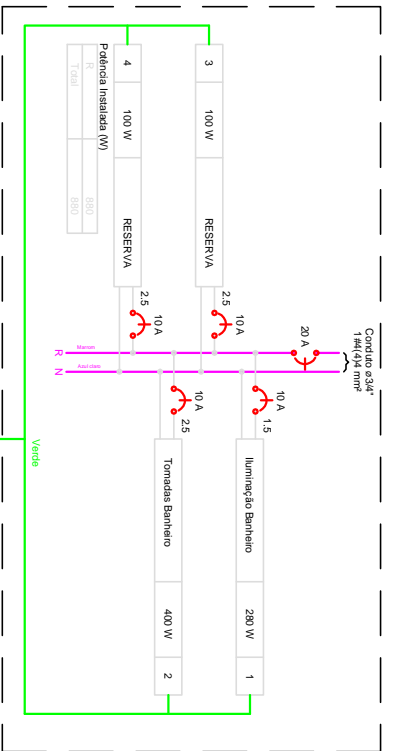 Conduto ø3/4"
1#4(4)4 mm²
20 A
10 A
1.5
Iluminação Banheiro
280 W
1
10 A
2.5
Tomadas Banheiro
400 W
2
3
100 W
RESERVA
2.5
10 A
4
100 W
RESERVA
2.5
10 A
Marrom
R
Azul claro
N
Potência Instalada (W)
R 880
Total 880
Verde